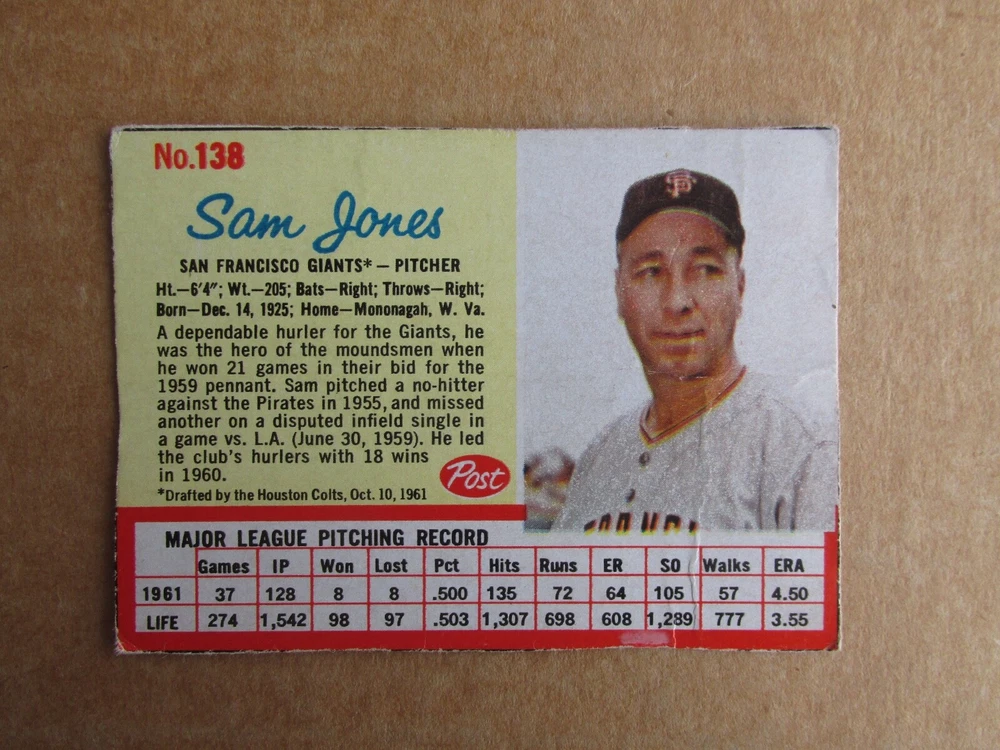 No.138
Sam Jones
SAN FRANCISCO GIANTS* — PITCHER
Ht.—6'4"; Wt.—205; Bats—Right; Throws—Right;
Born—Dec. 14, 1925; Home—Mononagah, W. Va.
A dependable hurler for the Giants, he
was the hero of the moundsmen when
he won 21 games in their bid for the
1959 pennant. Sam pitched a no-hitter
against the Pirates in 1955, and missed
another on a disputed infield single in
a game vs. L.A. (June 30, 1959). He led
the club's hurlers with 18 wins
in 1960.
*Drafted by the Houston Colts, Oct. 10, 1961
Post
SF
MAJOR LEAGUE PITCHING RECORD
Games IP Won Lost Pct Hits Runs ER SO Walks ERA
1961 37 128 8 8 .500 135 72 64 105 57 4.50
LIFE 274 1,542 98 97 .503 1,307 698 608 1,289 777 3.55